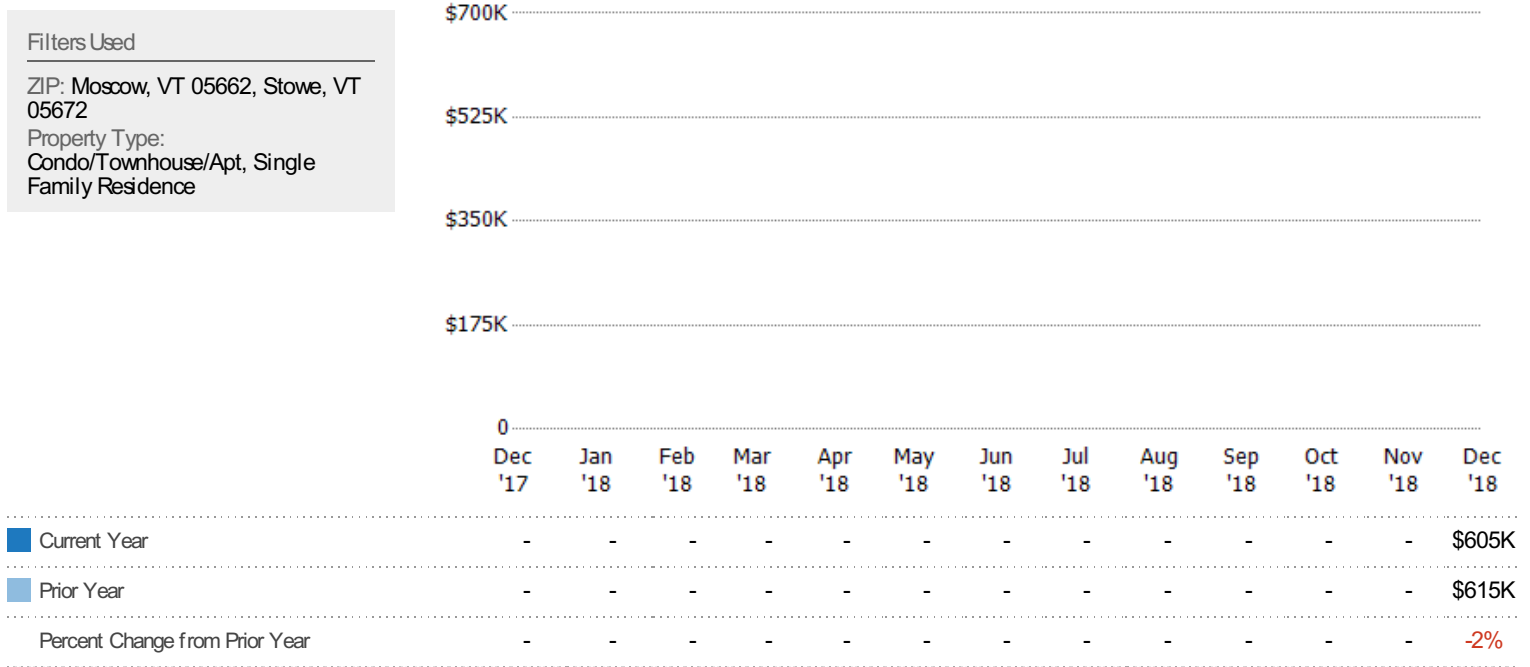 Filters Used
ZIP: Moscow, VT 05662, Stowe, VT
05672
Property Type:
Condo/Townhouse/Apt, Single
Family Residence
$700K
$525K
$350K
$175K
0
Dec Jan Feb Mar Apr May Jun Jul Aug Sep Oct Nov Dec
'17 '18 '18 '18 '18 '18 '18 '18 '18 '18 '18 '18 '18
Current Year - - - - - - - - - - - - $605K
Prior Year - - - - - - - - - - - - $615K
Percent Change from Prior Year - - - - - - - - - - - - -2%